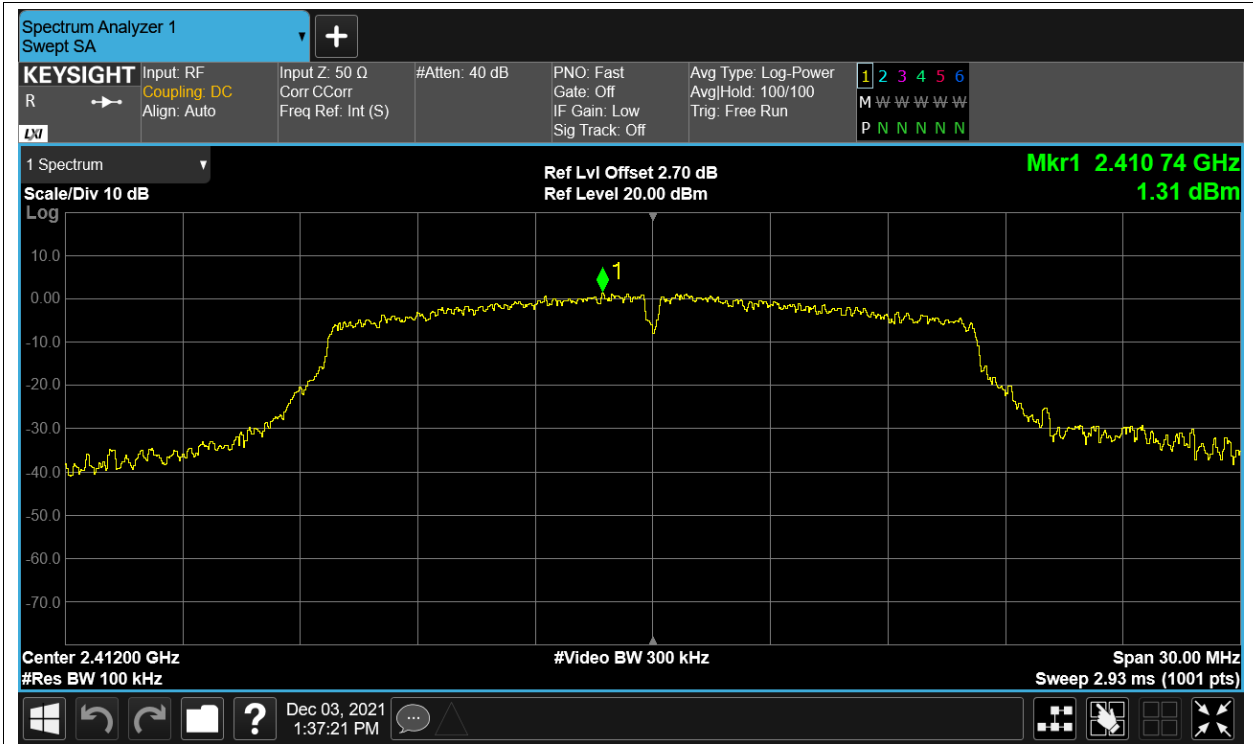 Spectrum Analyzer 1
Swept SA
KEYSIGHT
R
LXI
Input: RF
Coupling: DC
Align: Auto
Input Z: 50 Ω
Corr CCorr
Freq Ref: Int (S)
#Atten: 40 dB
PNO: Fast
Gate: Off
IF Gain: Low
Sig Track: Off
Avg Type: Log-Power
Avg|Hold: 100/100
Trig: Free Run
1 2 3 4 5 6
M W W W W W
P N N N N N
1 Spectrum
Scale/Div 10 dB
Log
Ref Lvl Offset 2.70 dB
Ref Level 20.00 dBm
Mkr1 2.410 74 GHz
1.31 dBm
1
10.0
0.00
-10.0
-20.0
-30.0
-40.0
-50.0
-60.0
-70.0
Center 2.41200 GHz
#Res BW 100 kHz
#Video BW 300 kHz
Span 30.00 MHz
Sweep 2.93 ms (1001 pts)
?
Dec 03, 2021
1:37:21 PM